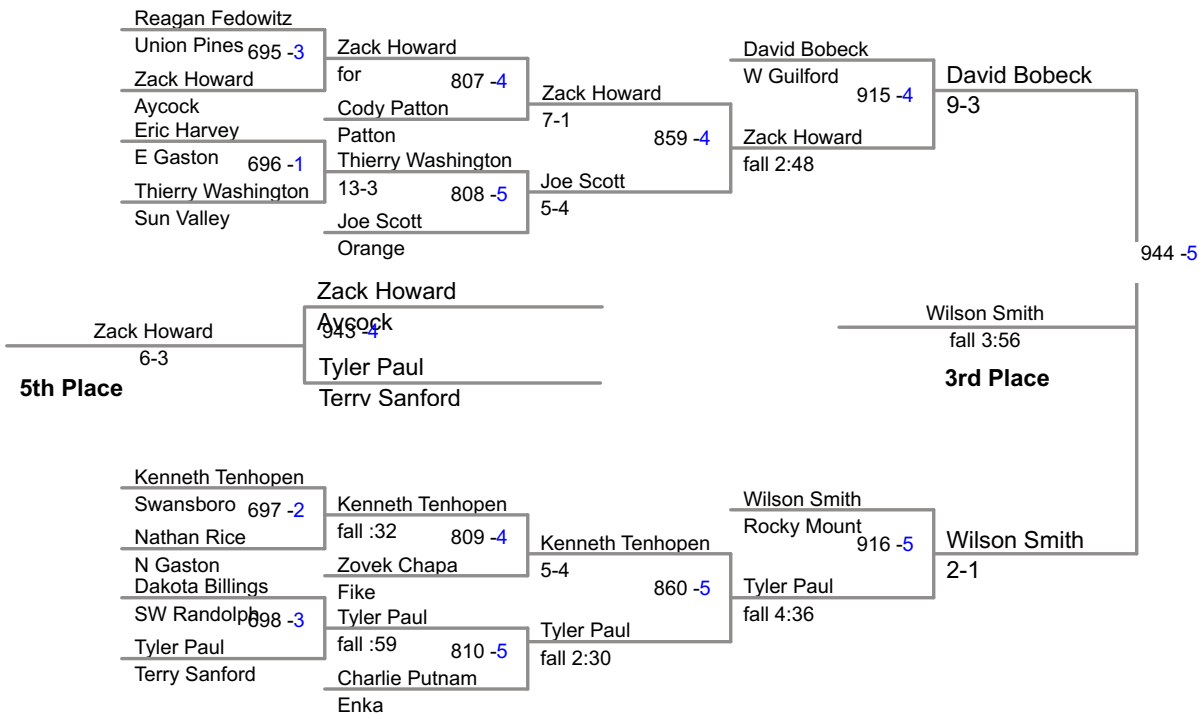 Reagan Fedowitz
Union Pines 695 -3
Zack Howard
Aycock
Eric Harvey
E Gaston 696 -1
Thierry Washington
Sun Valley
Zack Howard
for 807 -4
Cody Patton
Patton
Thierry Washington
13-3 808 -5
Joe Scott
Orange
Zack Howard
7-1
859 -4
Joe Scott
5-4
David Bobeck
W Guilford
915 -4
Zack Howard
fall 2:48
David Bobeck
9-3
944 -5
Zack Howard
6-3
5th Place
Zack Howard
Aycock
943 -4
Tyler Paul
Terry Sanford
Wilson Smith
fall 3:56
3rd Place
Kenneth Tenhopen
Swansboro 697 -2
Nathan Rice
N Gaston
Dakota Billings
SW Randolph 698 -3
Tyler Paul
Terry Sanford
Kenneth Tenhopen
fall :32 809 -4
Zovek Chapa
Fike
Tyler Paul
fall :59 810 -5
Charlie Putnam
Enka
Kenneth Tenhopen
5-4
860 -5
Tyler Paul
fall 2:30
Wilson Smith
Rocky Mount
916 -5
Tyler Paul
fall 4:36
Wilson Smith
2-1